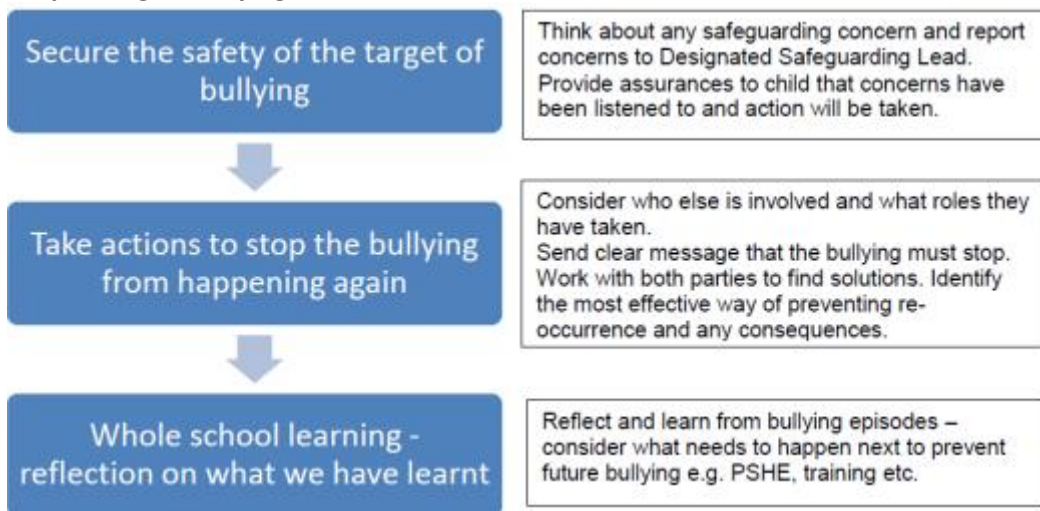 Secure the safety of the target of
bullying
Think about any safeguarding concern and report
concerns to Designated Safeguarding Lead.
Provide assurances to child that concerns have
been listened to and action will be taken.
Take actions to stop the bullying
from happening again
Consider who else is involved and what roles they
have taken.
Send clear message that the bullying must stop.
Work with both parties to find solutions. Identify
the most effective way of preventing re-
occurrence and any consequences.
Whole school learning -
reflection on what we have learnt
Reflect and learn from bullying episodes –
consider what needs to happen next to prevent
future bullying e.g. PSHE, training etc.